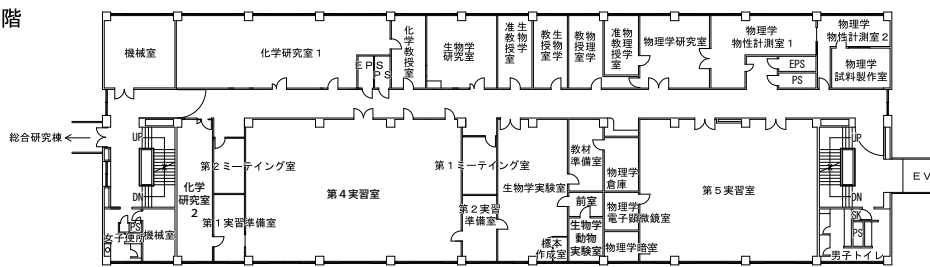 階
機械室
化学研究室１
EPS
PS
化学教授室
生物学
研究室
生物学
准教授室
生物学
教授室
物理学
教授室
物理学
准教授室
物理学研究室
物理学
物性計測室１
EPS
PS
物理学
物性計測室２
物理学
試料製作室
総合研究棟
UP
DN
女子便所
PS
機械室
化学
研究室
２
第２ミーティング室
第１実習準備室
第４実習室
第１ミーティング室
第２実習
準備室
生物学実験室
標本
作成室
教材
準備室
前室
生物学
動物
実験室
物理学
倉庫
物理学
電子顕微鏡室
物理学暗室
第５実習室
UP
DN
EV
SK
PS
男子トイレ